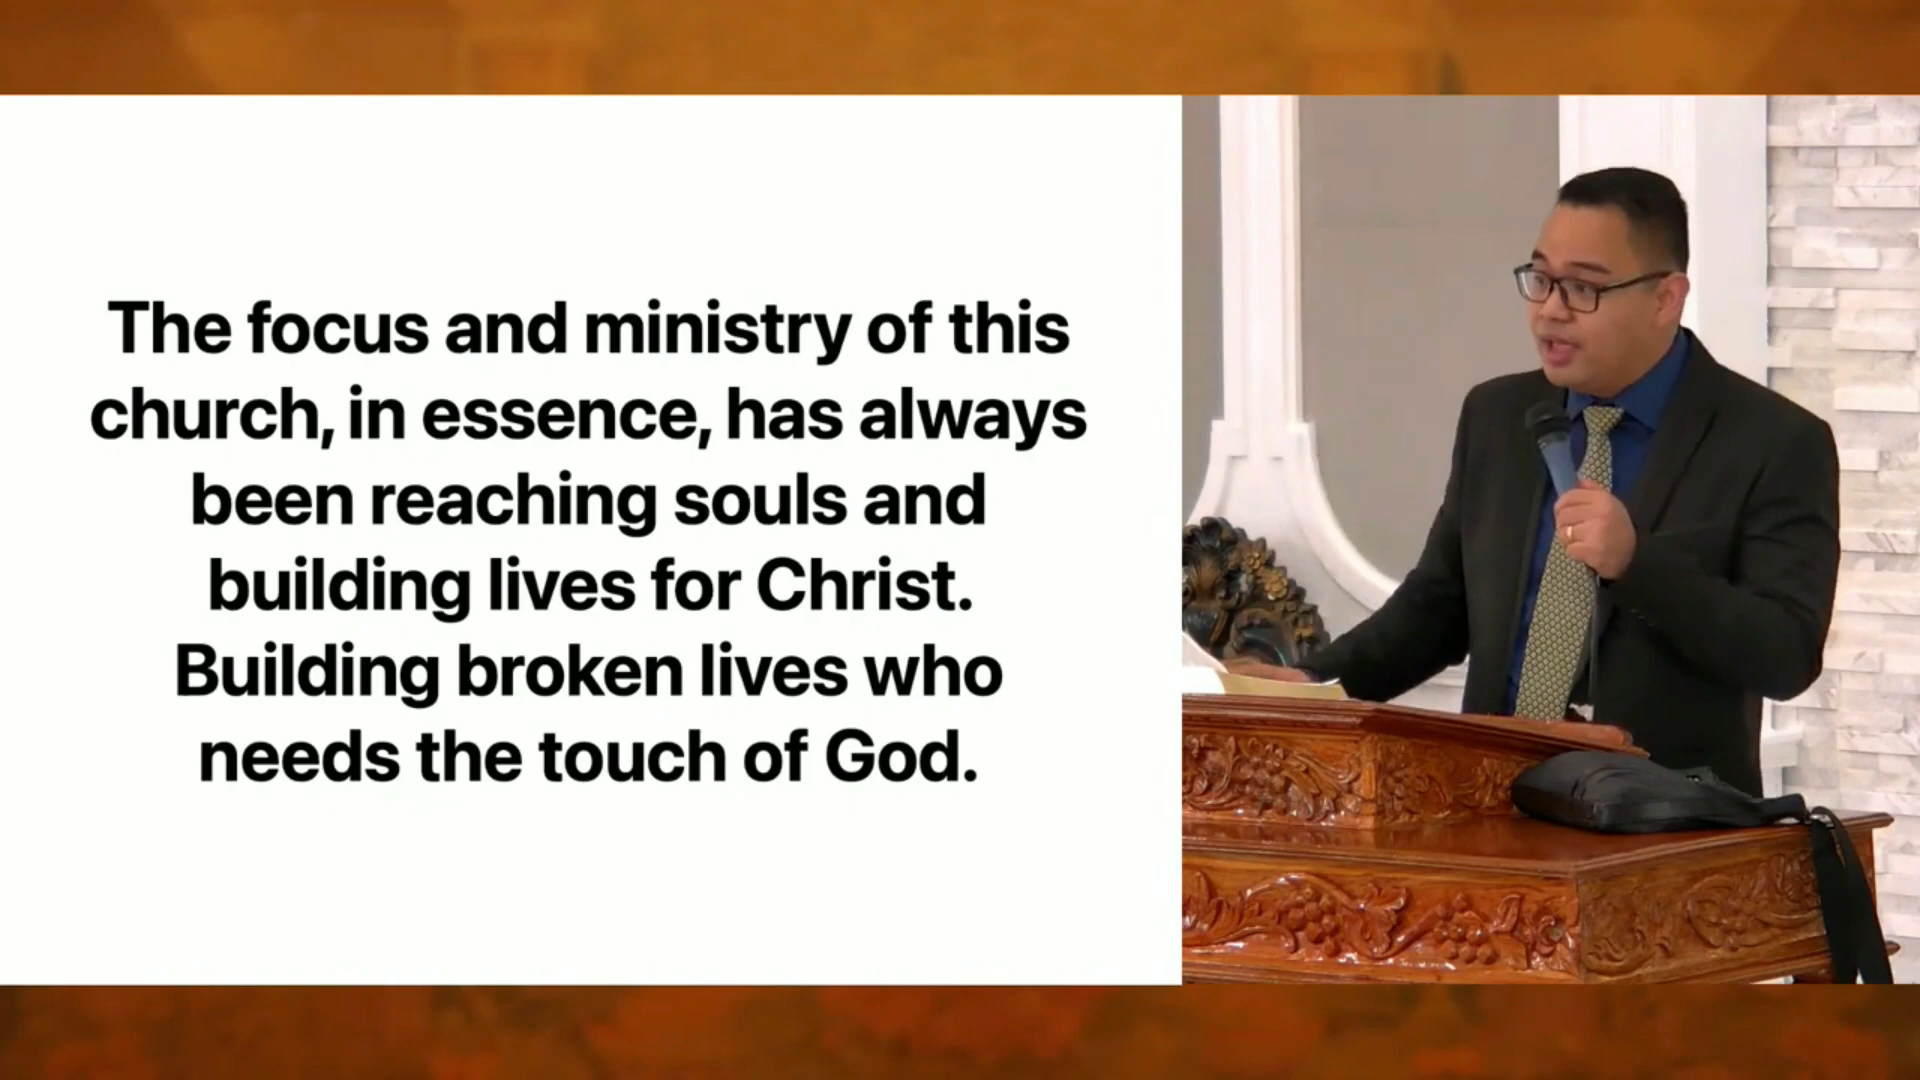 The focus and ministry of this
church, in essence, has always
been reaching souls and
building lives for Christ.
Building broken lives who
needs the touch of God.